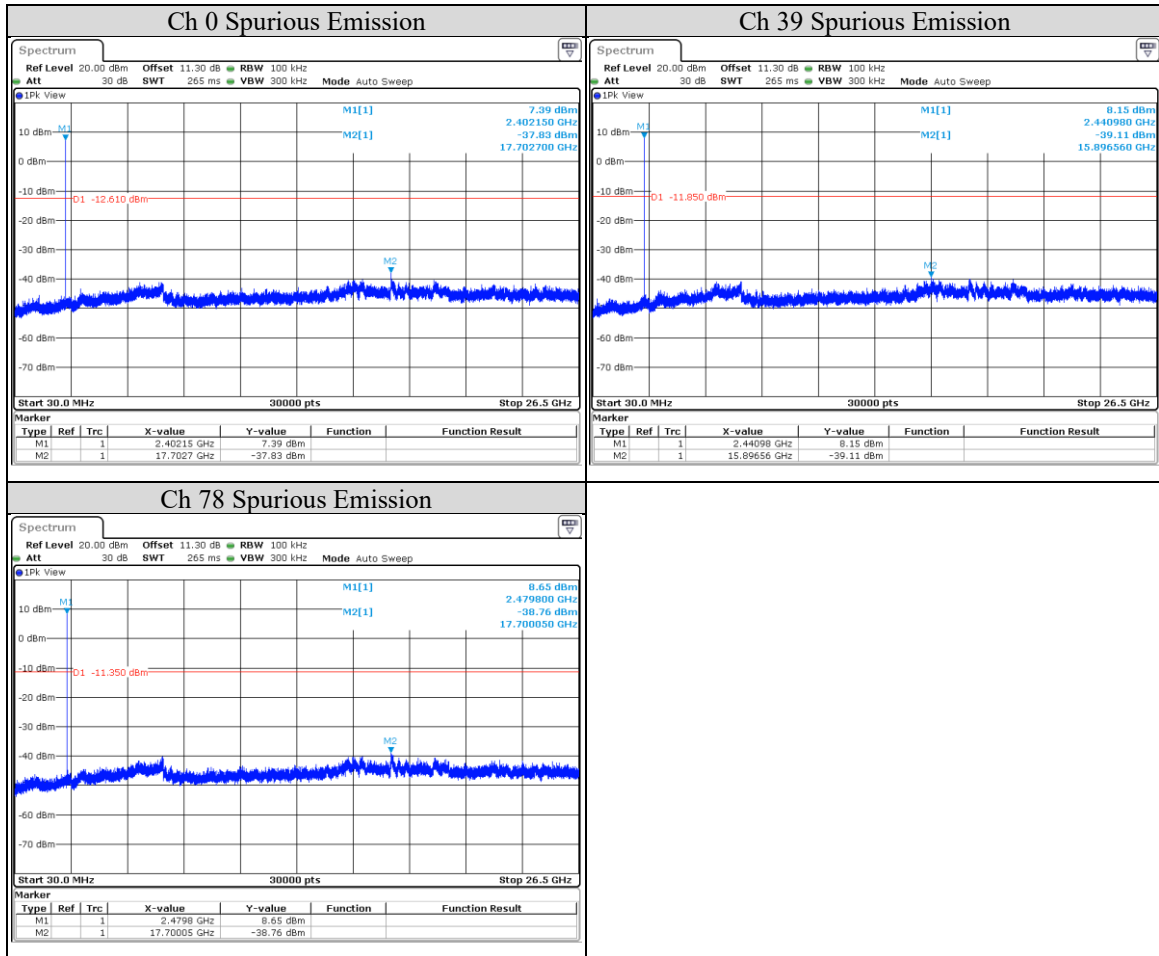 Ch 0 Spurious Emission
Spectrum
Ref Level 20.00 dBm Offset 11.30 dB RBW 100 kHz
Att 30 dB SWT 265 ms VBW 300 kHz Mode Auto Sweep
1Pk View
M1[1] 7.39 dBm
2.402150 GHz
M2[1] -37.83 dBm
17.702700 GHz
10 dBm
M1
0 dBm
-10 dBm
D1 -12.610 dBm
-20 dBm
-30 dBm
M2
-40 dBm
-60 dBm
-70 dBm
Start 30.0 MHz 30000 pts Stop 26.5 GHz
Marker
Type Ref Trc X-value Y-value Function Function Result
M1 1 2.40215 GHz 7.39 dBm
M2 1 17.7027 GHz -37.83 dBm
Ch 39 Spurious Emission
Spectrum
Ref Level 20.00 dBm Offset 11.30 dB RBW 100 kHz
Att 30 dB SWT 265 ms VBW 300 kHz Mode Auto Sweep
1Pk View
M1[1] 8.15 dBm
2.440980 GHz
M2[1] -39.11 dBm
15.896560 GHz
10 dBm
M1
0 dBm
-10 dBm
D1 -11.850 dBm
-20 dBm
-30 dBm
M2
-40 dBm
-60 dBm
-70 dBm
Start 30.0 MHz 30000 pts Stop 26.5 GHz
Marker
Type Ref Trc X-value Y-value Function Function Result
M1 1 2.44098 GHz 8.15 dBm
M2 1 15.89656 GHz -39.11 dBm
Ch 78 Spurious Emission
Spectrum
Ref Level 20.00 dBm Offset 11.30 dB RBW 100 kHz
Att 30 dB SWT 265 ms VBW 300 kHz Mode Auto Sweep
1Pk View
M1[1] 8.65 dBm
2.479800 GHz
M2[1] -38.76 dBm
17.700050 GHz
10 dBm
M1
0 dBm
-10 dBm
D1 -11.350 dBm
-20 dBm
-30 dBm
M2
-40 dBm
-60 dBm
-70 dBm
Start 30.0 MHz 30000 pts Stop 26.5 GHz
Marker
Type Ref Trc X-value Y-value Function Function Result
M1 1 2.4798 GHz 8.65 dBm
M2 1 17.70005 GHz -38.76 dBm